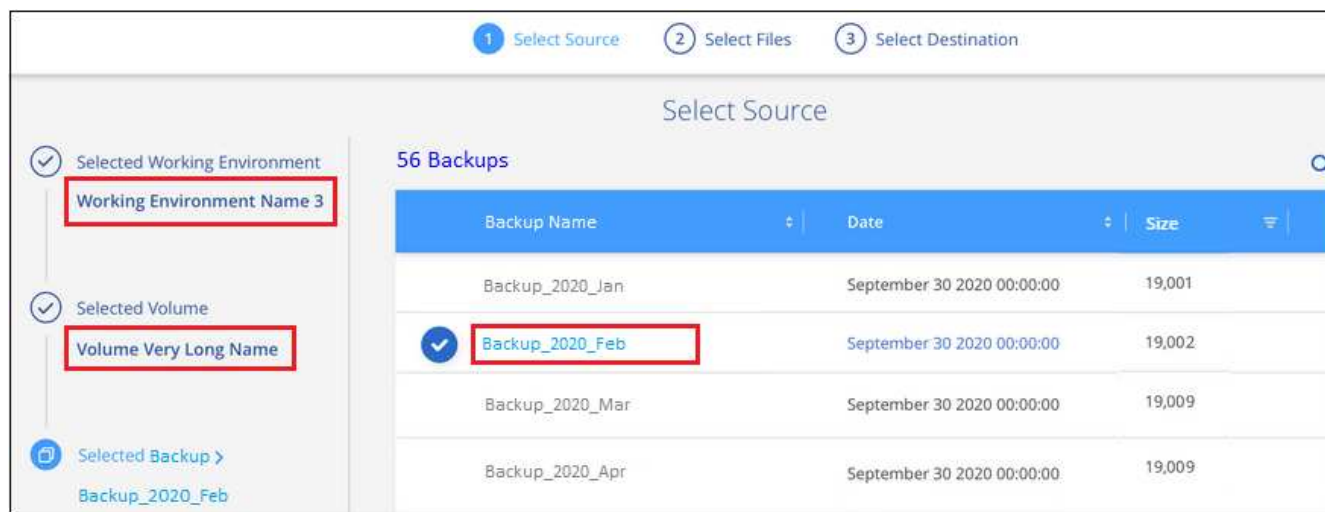 1 Select Source 2 Select Files 3 Select Destination
Select Source
Selected Working Environment
Working Environment Name 3
Selected Volume
Volume Very Long Name
Selected Backup >
Backup_2020_Feb
56 Backups
Backup Name Date Size
Backup_2020_Jan September 30 2020 00:00:00 19,001
Backup_2020_Feb September 30 2020 00:00:00 19,002
Backup_2020_Mar September 30 2020 00:00:00 19,009
Backup_2020_Apr September 30 2020 00:00:00 19,009